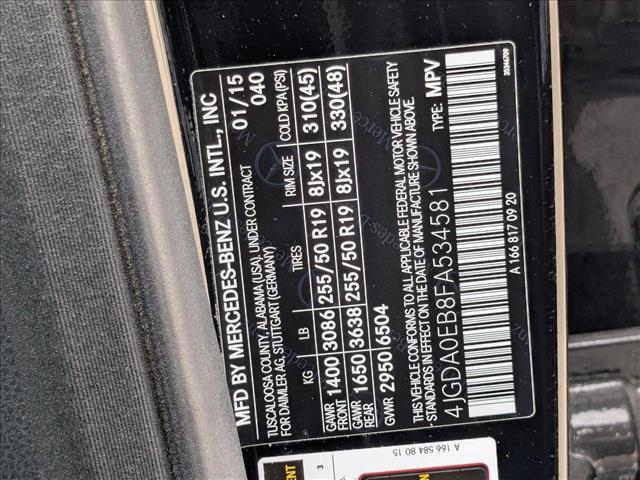 MFD BY MERCEDES-BENZ U.S. INTL., INC
TUSCALOOSA COUNTY, ALABAMA (USA), UNDER CONTRACT
FOR DAIMLER AG, STUTTGART (GERMANY)
01/15
040
KG LB TIRES RIM SIZE COLD KPA(PSI)
GAWR FRONT 1400 3086 255/50 R19 8Jx19 310(45)
GAWR REAR 1650 3638 255/50 R19 8Jx19 330(48)
GVWR 2950 6504
THIS VEHICLE CONFORMS TO ALL APPLICABLE FEDERAL MOTOR VEHICLE SAFETY
STANDARDS IN EFFECT ON THE DATE OF MANUFACTURE SHOWN ABOVE.
TYPE: MPV
4JGDA0EB8FA534581
A 166 817 09 20
35346709
A 166 584 80 15
3